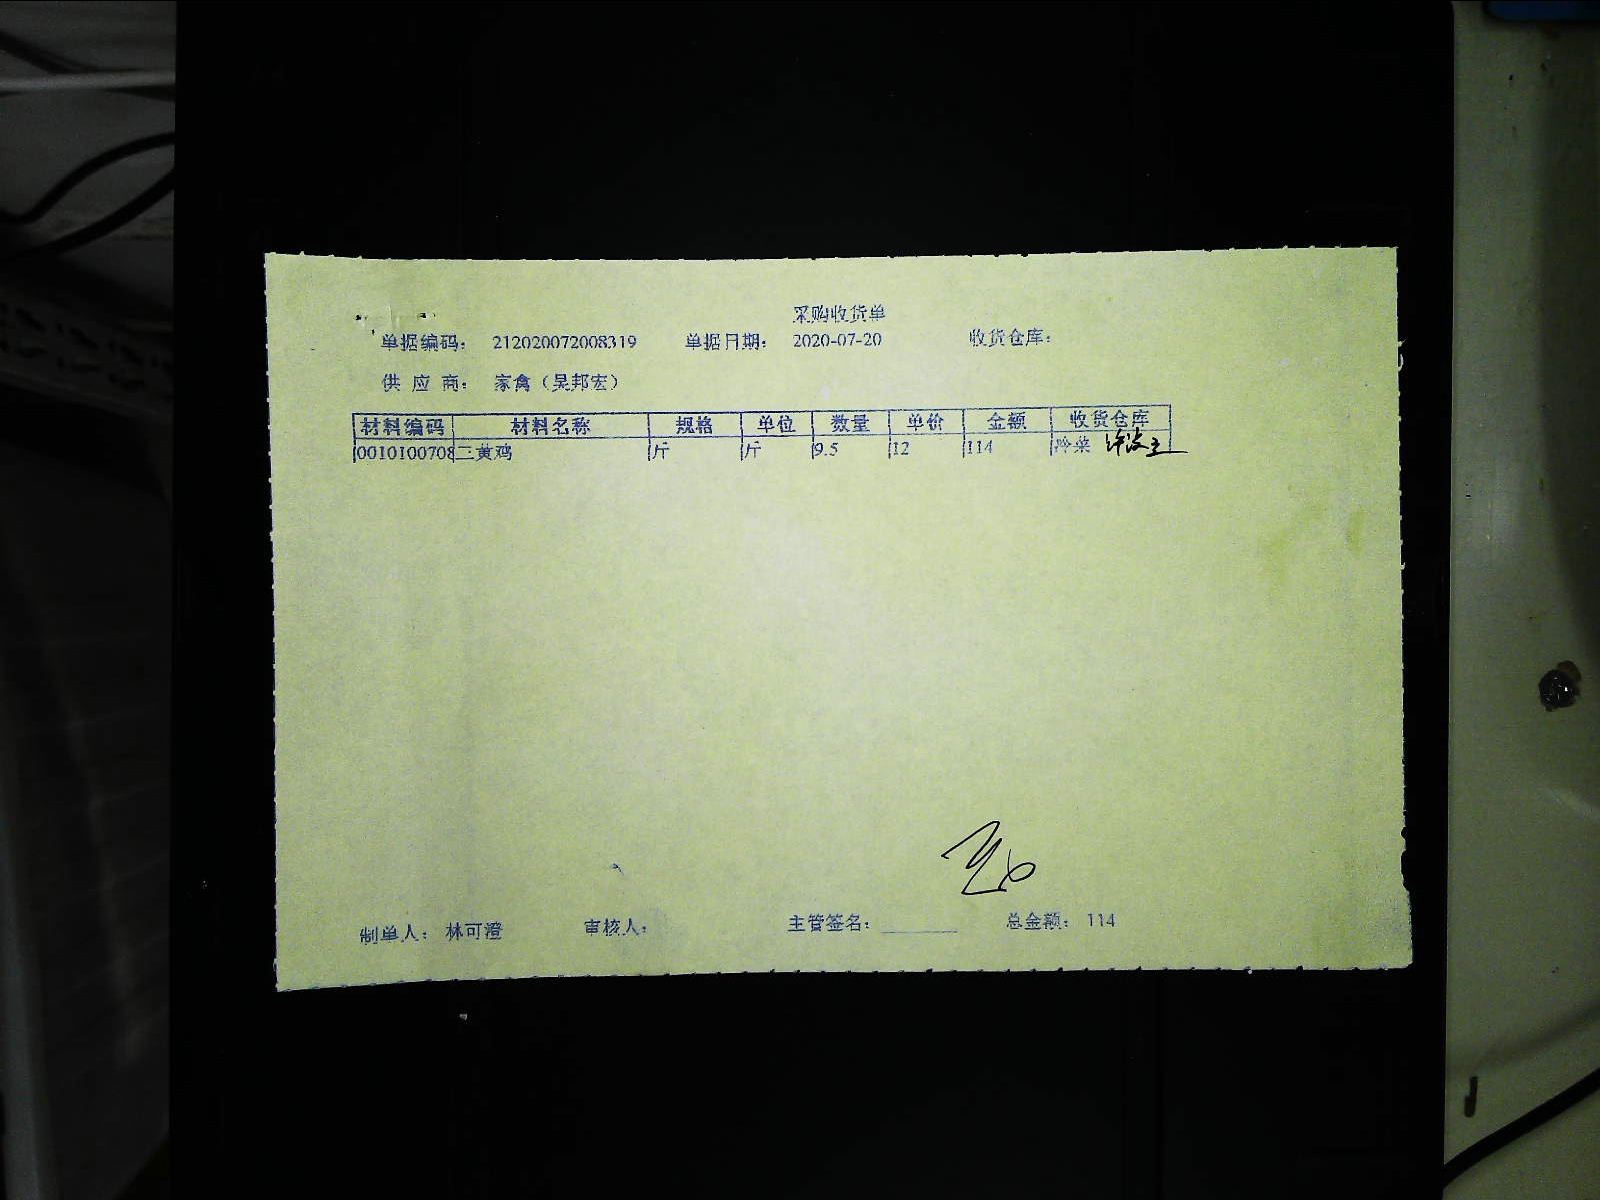 采购收货单
单据编码: 212020072008319 单据日期: 2020-07-20 收货仓库:
供 应 商: 家禽（吴邦宏）
材料编码 材料名称 规格 单位 数量 单价 金额 收货仓库
0010100708 三黄鸡 斤 斤 9.5 12 114 冷菜
制单人: 林可澄 审核人: 主管签名: 总金额: 114